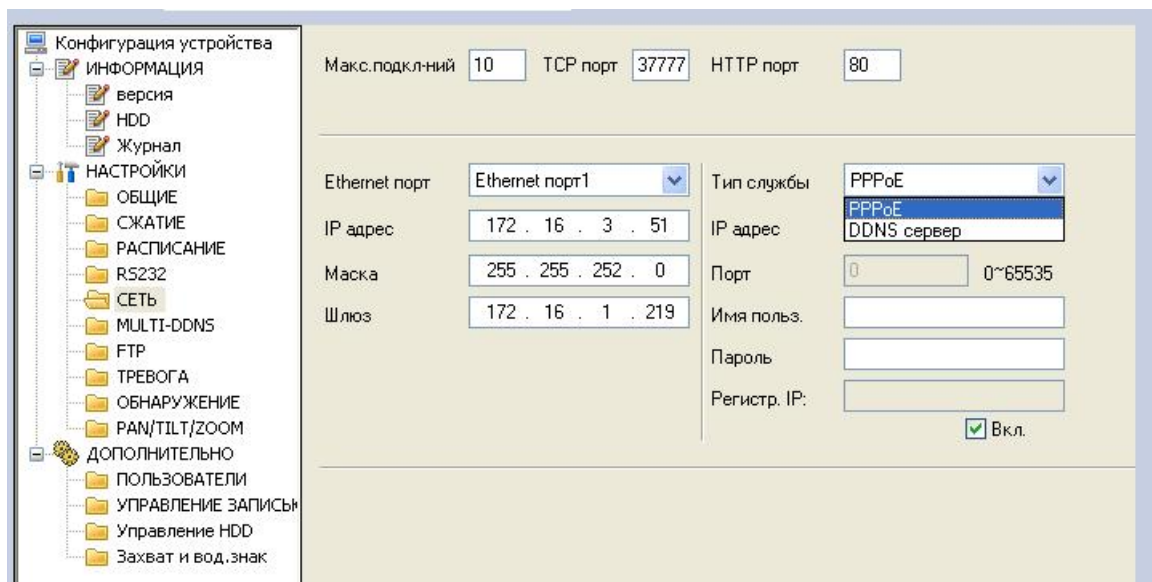 Конфигурация устройства
ИНФОРМАЦИЯ
версия
HDD
Журнал
НАСТРОЙКИ
ОБЩИЕ
СЖАТИЕ
РАСПИСАНИЕ
RS232
СЕТЬ
MULTI-DDNS
FTP
ТРЕВОГА
ОБНАРУЖЕНИЕ
PAN/TILT/ZOOM
ДОПОЛНИТЕЛЬНО
ПОЛЬЗОВАТЕЛИ
УПРАВЛЕНИЕ ЗАПИСЬ
Управление HDD
Захват и вод.знак
Макс.подкл-ний 10 TCP порт 37777 HTTP порт 80
Ethernet порт Ethernet порт1
IP адрес 172 . 16 . 3 . 51
Маска 255 . 255 . 252 . 0
Шлюз 172 . 16 . 1 . 219
Тип службы PPPoE
PPPoE
IP адрес DDNS сервер
Порт 0 0~65535
Имя польз.
Пароль
Регистр. IP:
Вкл.